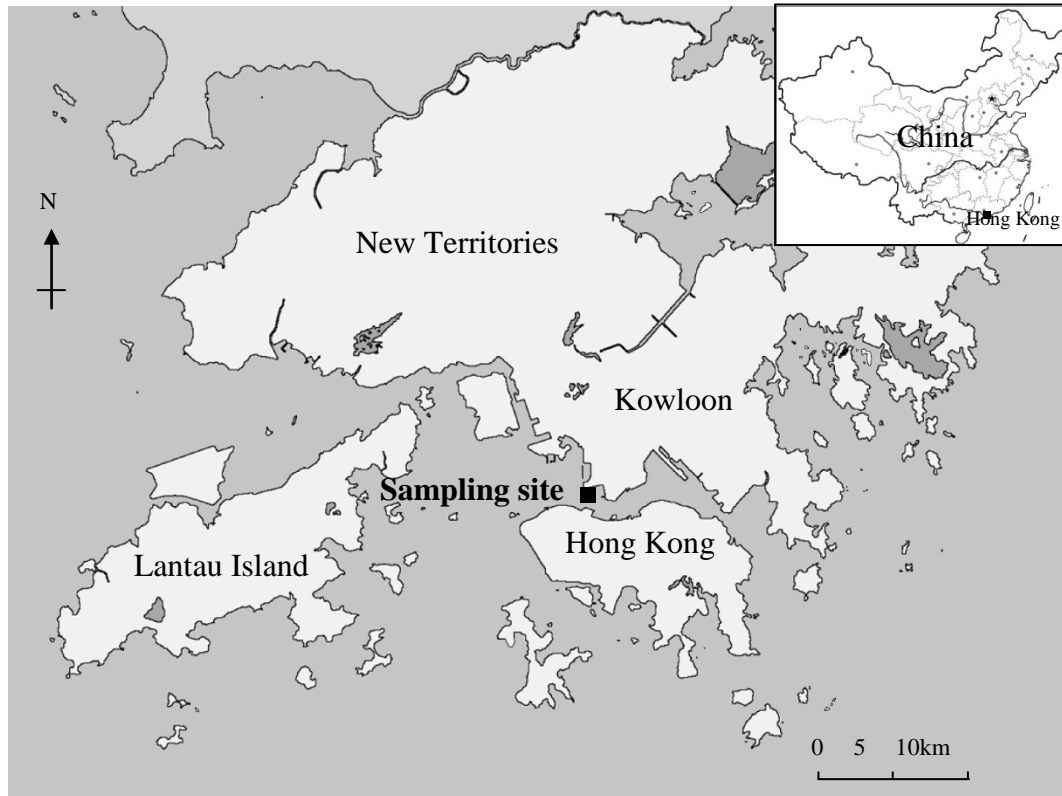 China
Hong Kong
N
New Territories
Kowloon
Sampling site
Hong Kong
Lantau Island
0 5 10km